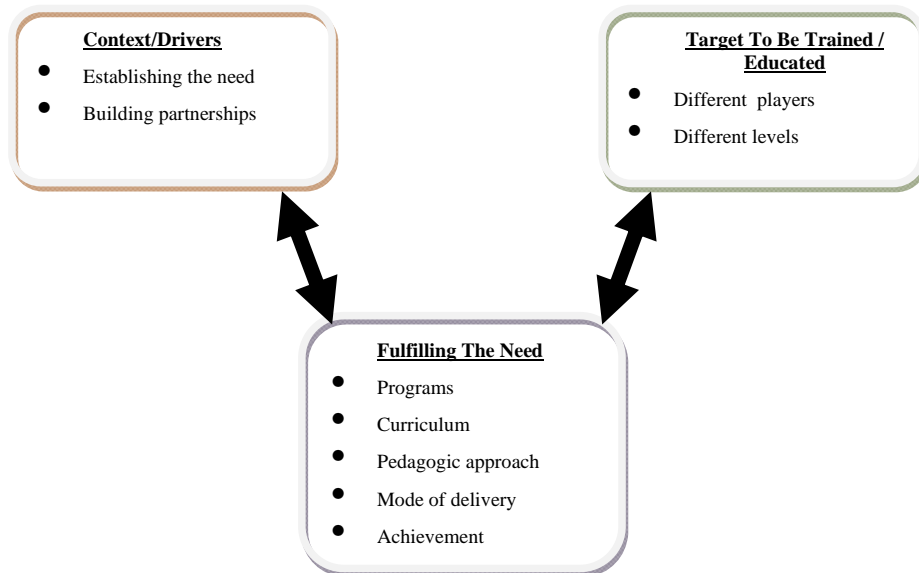 Context/Drivers
● Establishing the need
● Building partnerships
Target To Be Trained /
Educated
● Different players
● Different levels
Fulfilling The Need
● Programs
● Curriculum
● Pedagogic approach
● Mode of delivery
● Achievement